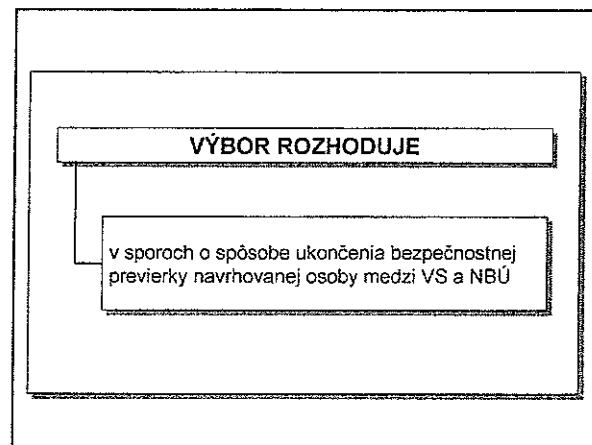 VÝBOR ROZHODUJE
v sporoch o spôsobe ukončenia bezpečnostnej
previerky navrhovanej osoby medzi VS a NBÚ